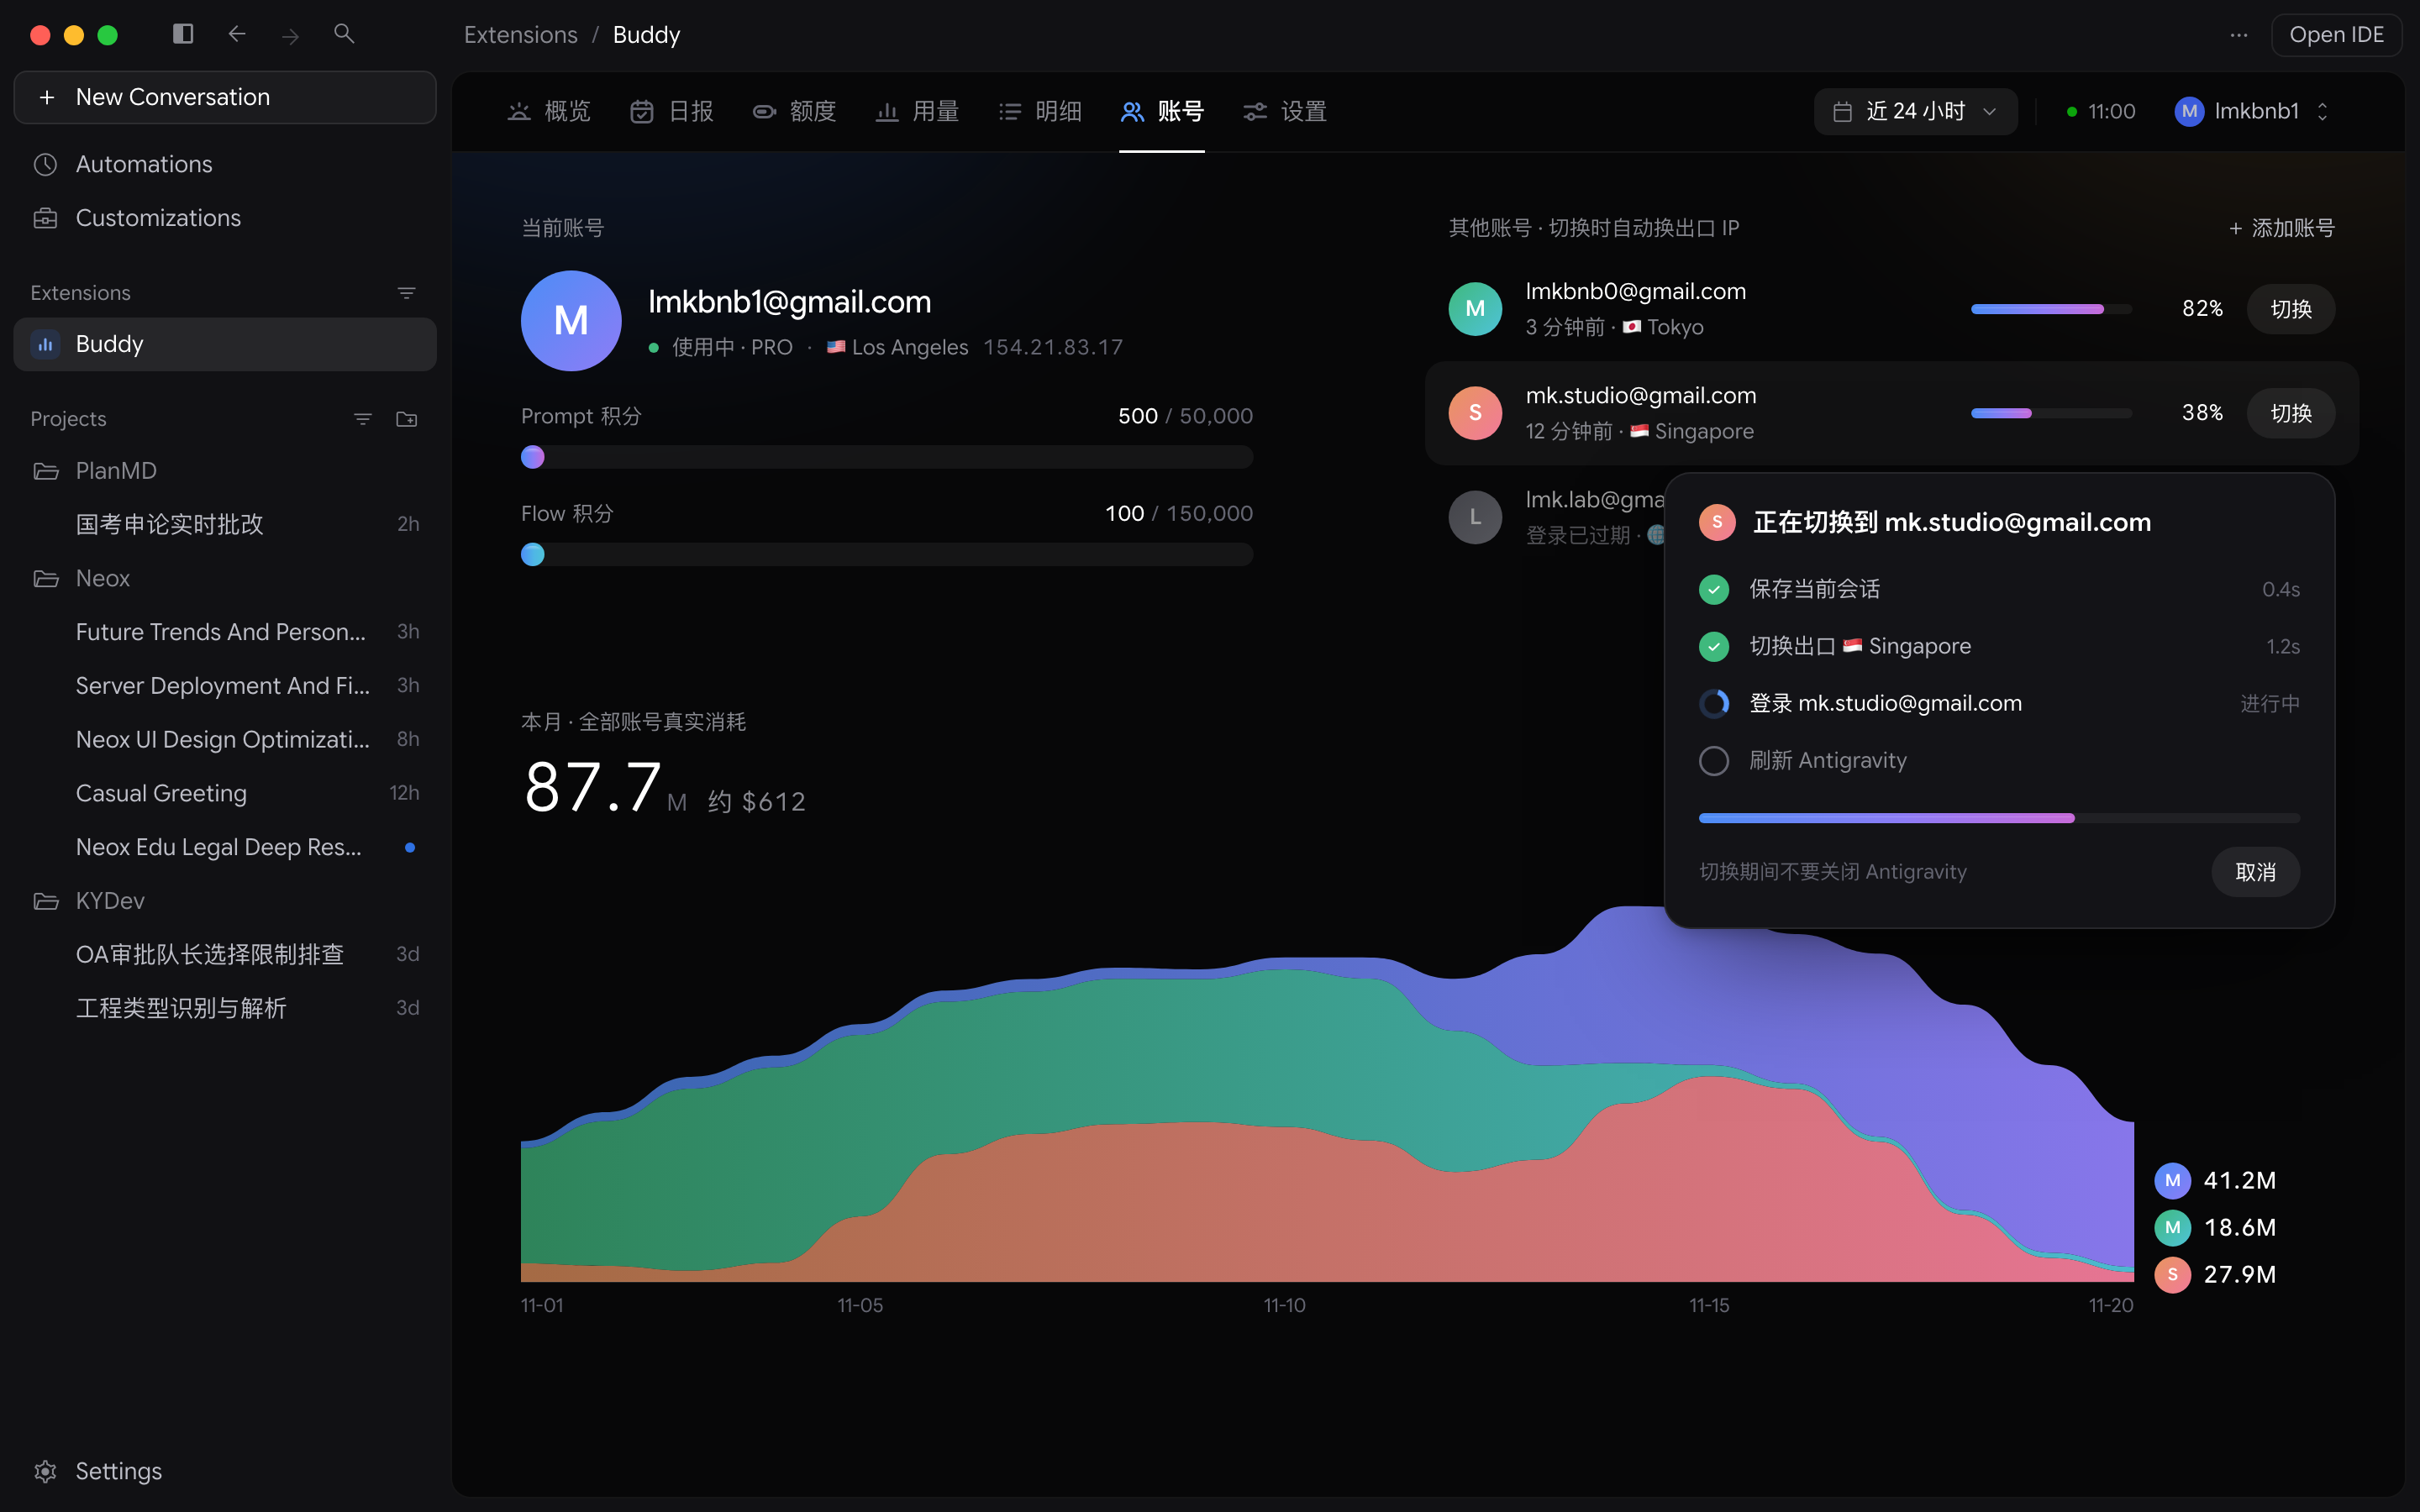 Extensions / Buddy
Open IDE
New Conversation
Automations
Customizations
Extensions
Buddy
Projects
PlanMD
国考申论实时批改 2h
Neox
Future Trends And Person... 3h
Server Deployment And Fi... 3h
Neox UI Design Optimizati... 8h
Casual Greeting 12h
Neox Edu Legal Deep Res...
KYDev
OA审批队长选择限制排查 3d
工程类型识别与解析 3d
Settings
概览 日报 额度 用量 明细 账号 设置
近 24 小时 11:00 M lmkbnb1
当前账号
M
lmkbnb1@gmail.com
使用中 · PRO · Los Angeles 154.21.83.17
Prompt 积分 500 / 50,000
Flow 积分 100 / 150,000
其他账号 · 切换时自动换出口 IP
+ 添加账号
M
lmkbnb0@gmail.com
3 分钟前 · Tokyo
82% 切换
S
mk.studio@gmail.com
12 分钟前 · Singapore
38% 切换
L
lmk.lab@gma
登录已过期 ·
S 正在切换到 mk.studio@gmail.com
保存当前会话 0.4s
切换出口 Singapore 1.2s
登录 mk.studio@gmail.com 进行中
刷新 Antigravity
切换期间不要关闭 Antigravity 取消
本月 · 全部账号真实消耗
87.7 M 约 $612
M 41.2M
M 18.6M
S 27.9M
11-01 11-05 11-10 11-15 11-20